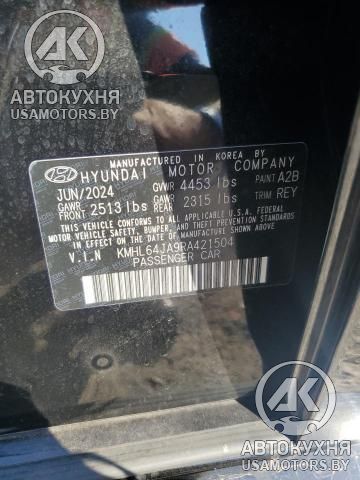 AK
АВТОКУХНЯ
USAMOTORS.BY
MANUFACTURED IN KOREA BY
HYUNDAI MOTOR COMPANY
JUN/2024 GVWR 4453 lbs PAINT A2B
GAWR FRONT 2513 lbs GAWR REAR 2315 lbs TRIM REY
THIS VEHICLE CONFORMS TO ALL APPLICABLE U.S.A. FEDERAL
MOTOR VEHICLE SAFETY, BUMPER, AND THEFT PREVENTION
STANDARDS IN EFFECT ON THE DATE OF MANUFACTURE SHOWN ABOVE.
V.I.N KMHL64JA9RA421504
PASSENGER CAR
AK
АВТОКУХНЯ
USAMOTORS.BY